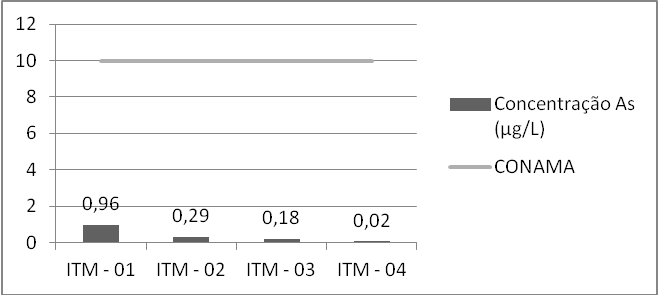 12
10
8
6
4
2
0
0,96
0,29
0,18
0,02
ITM - 01
ITM - 02
ITM - 03
ITM - 04
Concentração As
(µg/L)
CONAMA